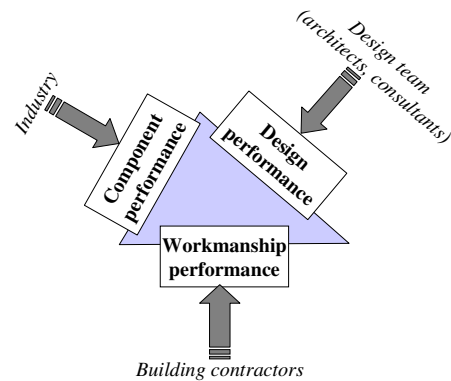 Design team
(architects, consultants)
Industry
Component
performance
Design
performance
Workmanship
performance
Building contractors